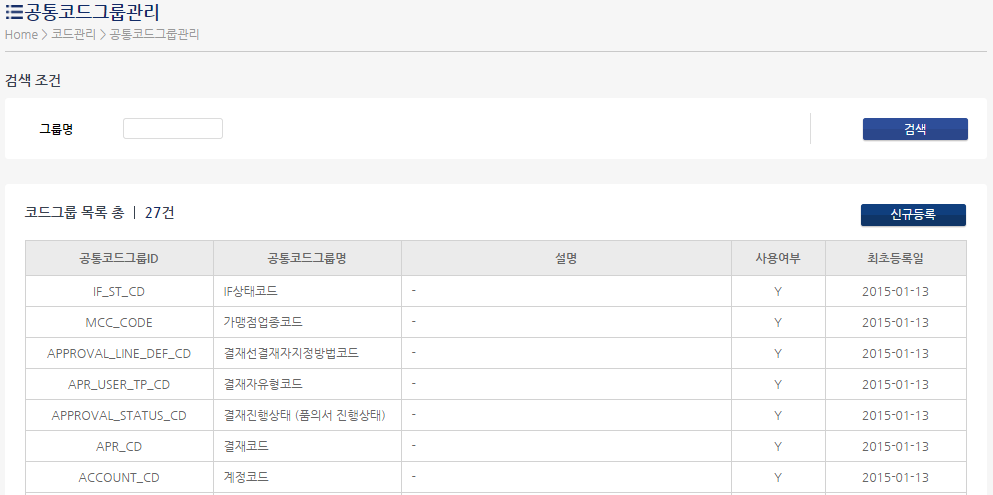 공통코드그룹관리
Home > 코드관리 > 공통코드그룹관리
검색 조건
그룹명 검색
코드그룹 목록 총 | 27건 신규등록
공통코드그룹ID 공통코드그룹명 설명 사용여부 최초등록일
IF_ST_CD IF상태코드 - Y 2015-01-13
MCC_CODE 가맹점업종코드 - Y 2015-01-13
APPROVAL_LINE_DEF_CD 결재선결재자지정방법코드 - Y 2015-01-13
APR_USER_TP_CD 결재자유형코드 - Y 2015-01-13
APPROVAL_STATUS_CD 결재진행상태 (품의서 진행상태) - Y 2015-01-13
APR_CD 결재코드 - Y 2015-01-13
ACCOUNT_CD 계정코드 - Y 2015-01-13